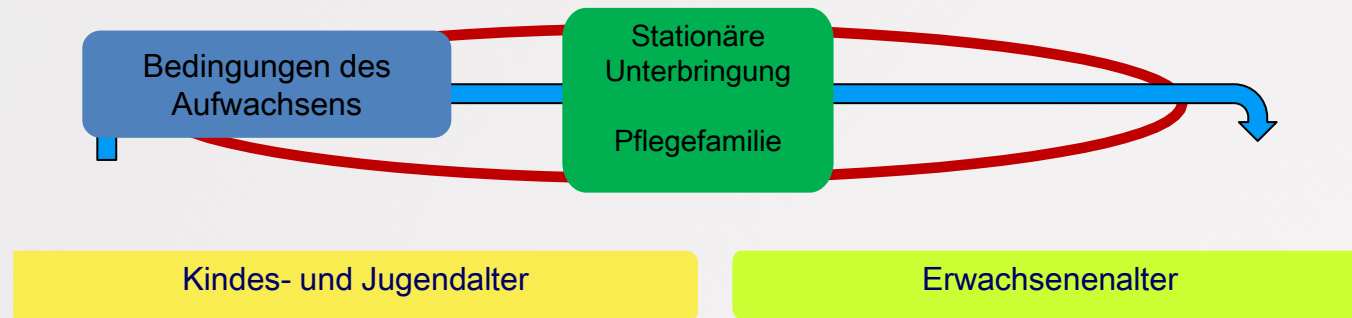 Bedingungen des
Aufwachsens
Stationäre
Unterbringung
Pflegefamilie
Kindes- und Jugendalter
Erwachsenenalter